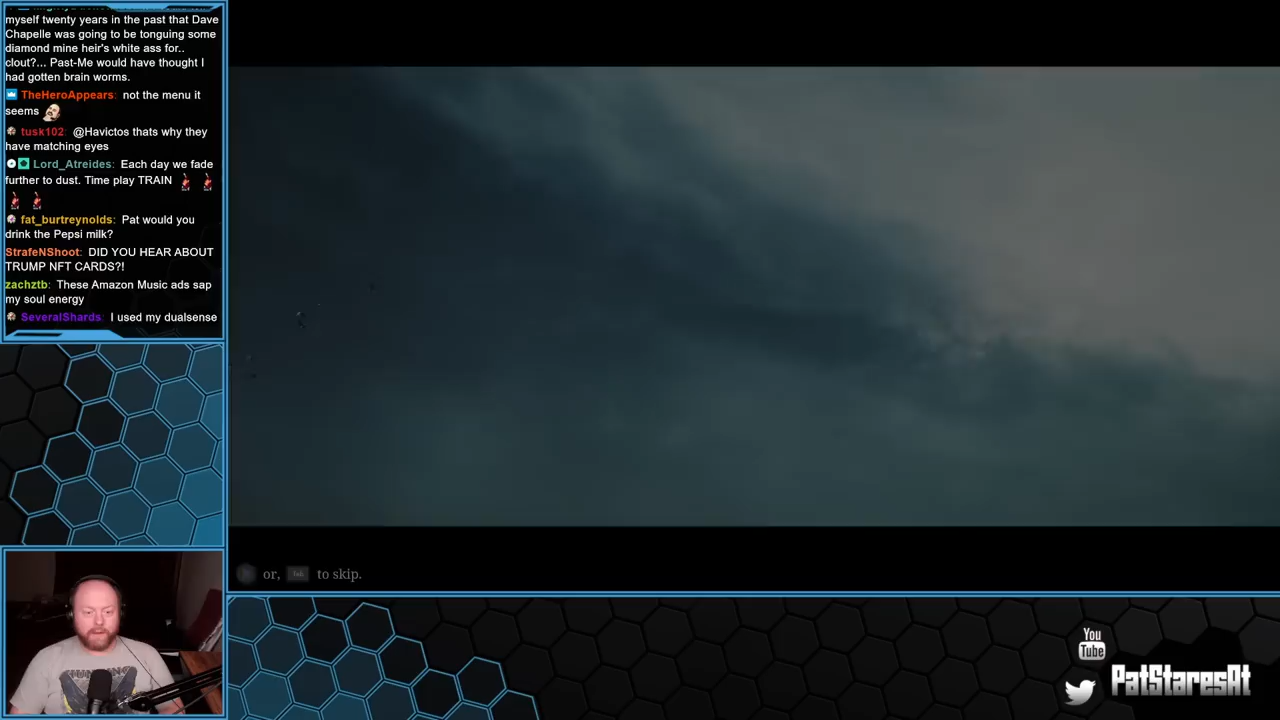 myself twenty years in the past that Dave
Chapelle was going to be tonguing some
diamond mine heir's white ass for..
clout?... Past-Me would have thought I
had gotten brain worms.
TheHeroAppears: not the menu it
seems
tusk102: @Havictos thats why they
have matching eyes
Lord_Atreides: Each day we fade
further to dust. Time play TRAIN
fat_burtreynolds: Pat would you
drink the Pepsi milk?
StrafeNShoot: DID YOU HEAR ABOUT
TRUMP NFT CARDS?!
zachztb: These Amazon Music ads sap
my soul energy
SeveralShards: I used my dualsense
or, Tab to skip.
You
Tube
PatStaresAt